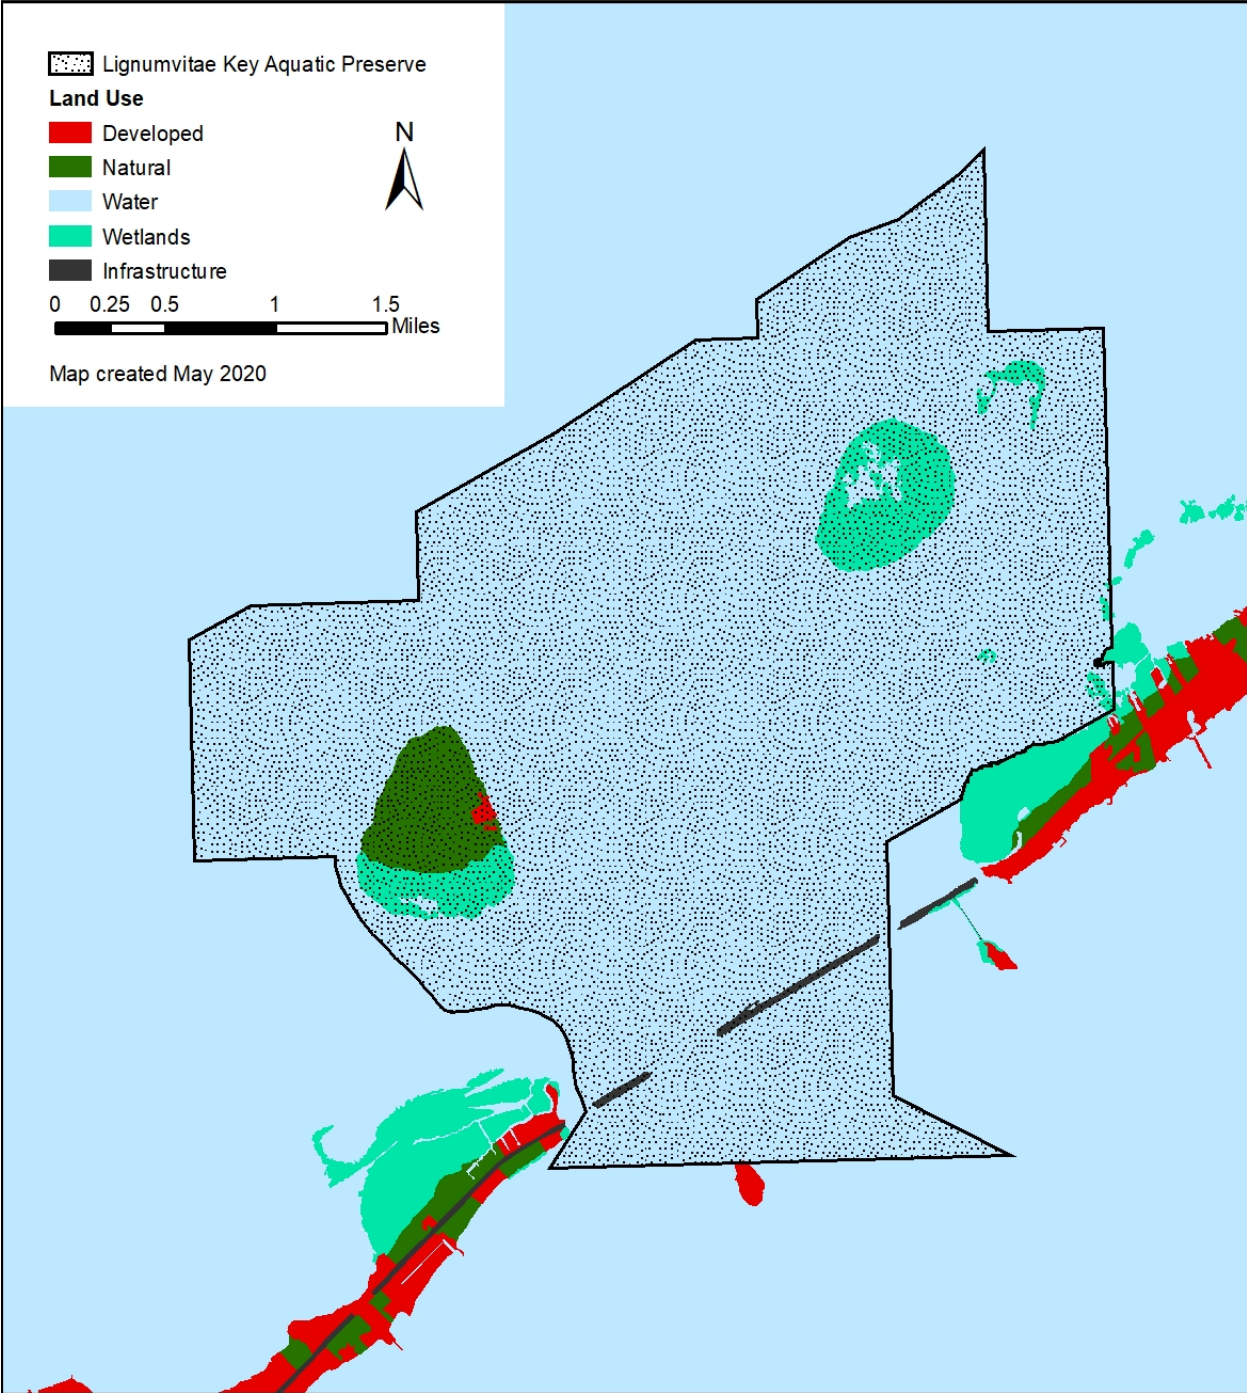 Lignumvitae Key Aquatic Preserve
Land Use
Developed
Natural
Water
Wetlands
Infrastructure
N
0 0.25 0.5 1 1.5
Miles
Map created May 2020